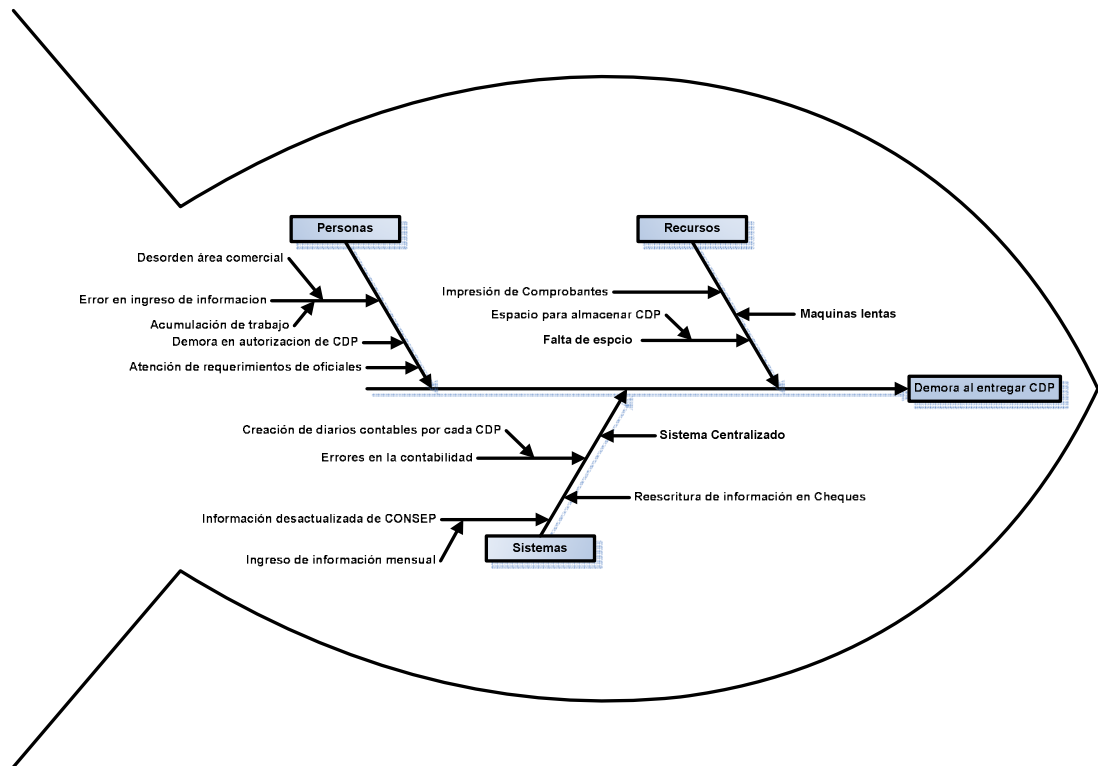 Personas
Recursos
Desorden área comercial
Error en ingreso de informacion
Acumulación de trabajo
Demora en autorizacion de CDP
Atención de requerimientos de oficiales
Impresión de Comprobantes
Espacio para almacenar CDP
Maquinas lentas
Falta de espcio
Demora al entregar CDP
Creación de diarios contables por cada CDP
Sistema Centralizado
Errores en la contabilidad
Reescritura de información en Cheques
Información desactualizada de CONSEP
Ingreso de información mensual
Sistemas